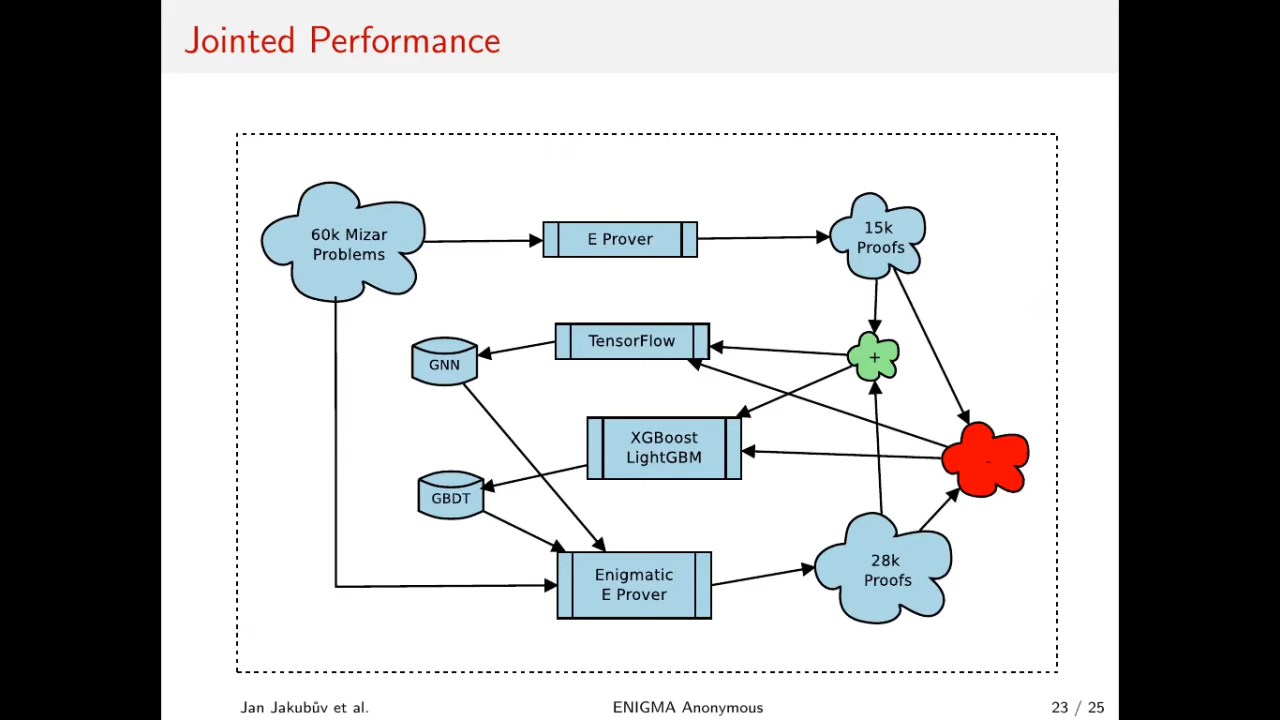 Jointed Performance
60k Mizar
Problems
E Prover
15k
Proofs
TensorFlow
GNN
+
XGBoost
LightGBM
-
GBDT
Enigmatic
E Prover
28k
Proofs
Jan Jakubův et al.
ENIGMA Anonymous
23 / 25